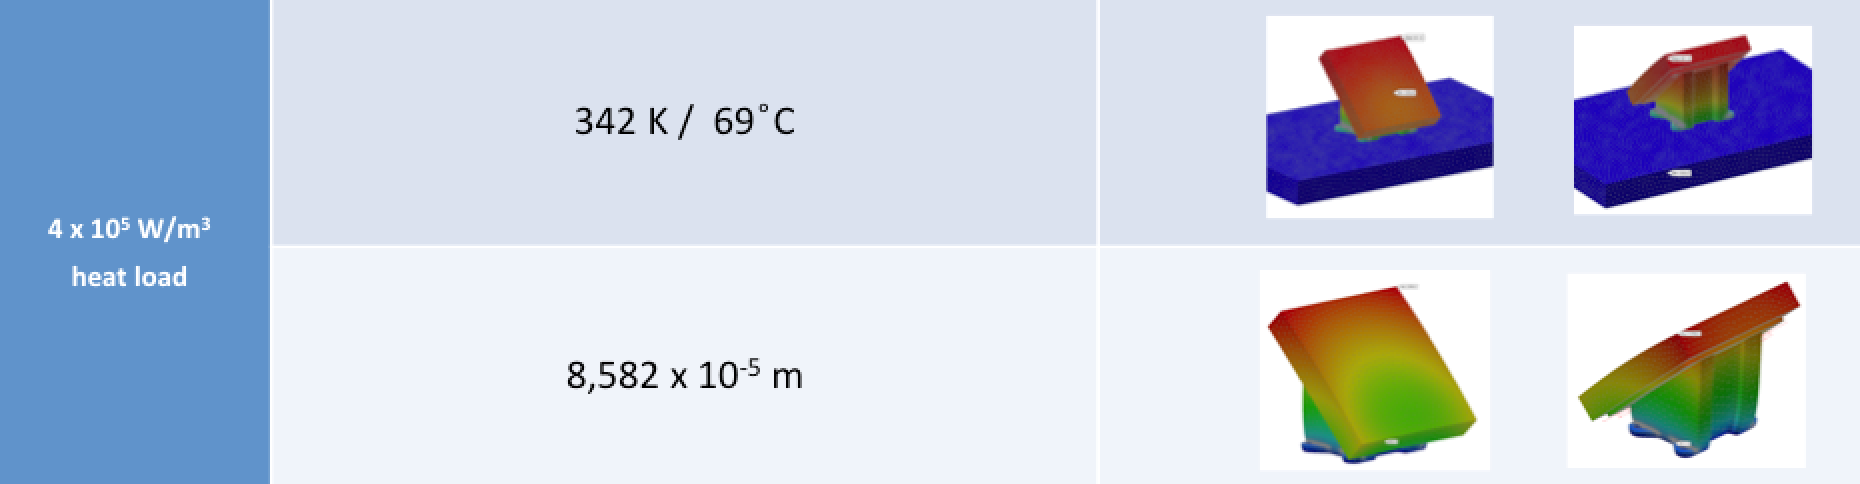 4 x 10⁵ W/m³
heat load
342 K / 69˚C
8,582 x 10⁻⁵ m